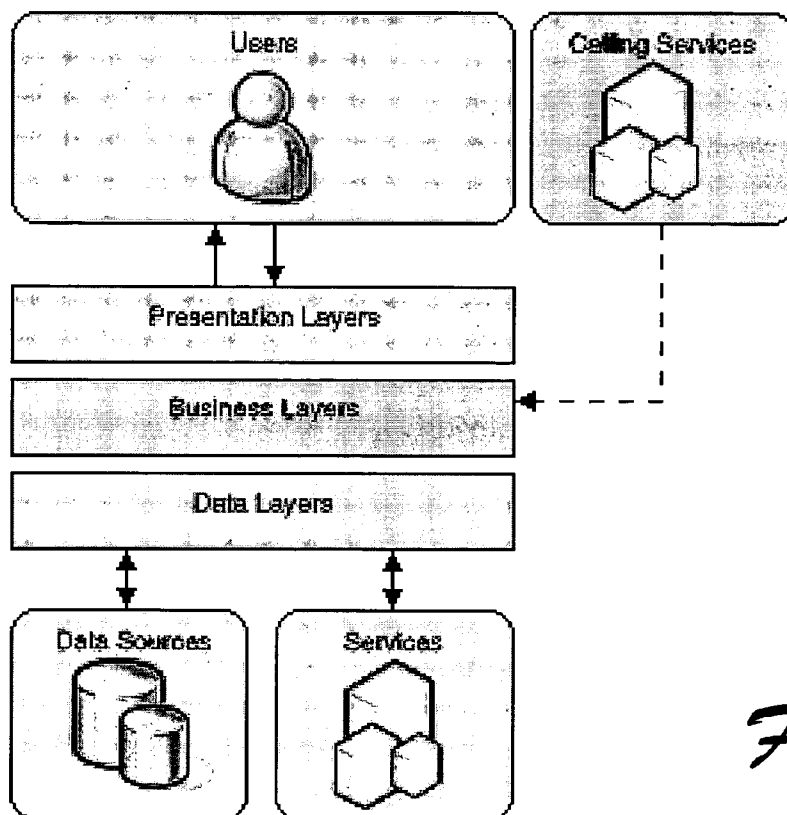 Users
Calling Services
Presentation Layers
Business Layers
Data Layers
Data Sources
Services
F